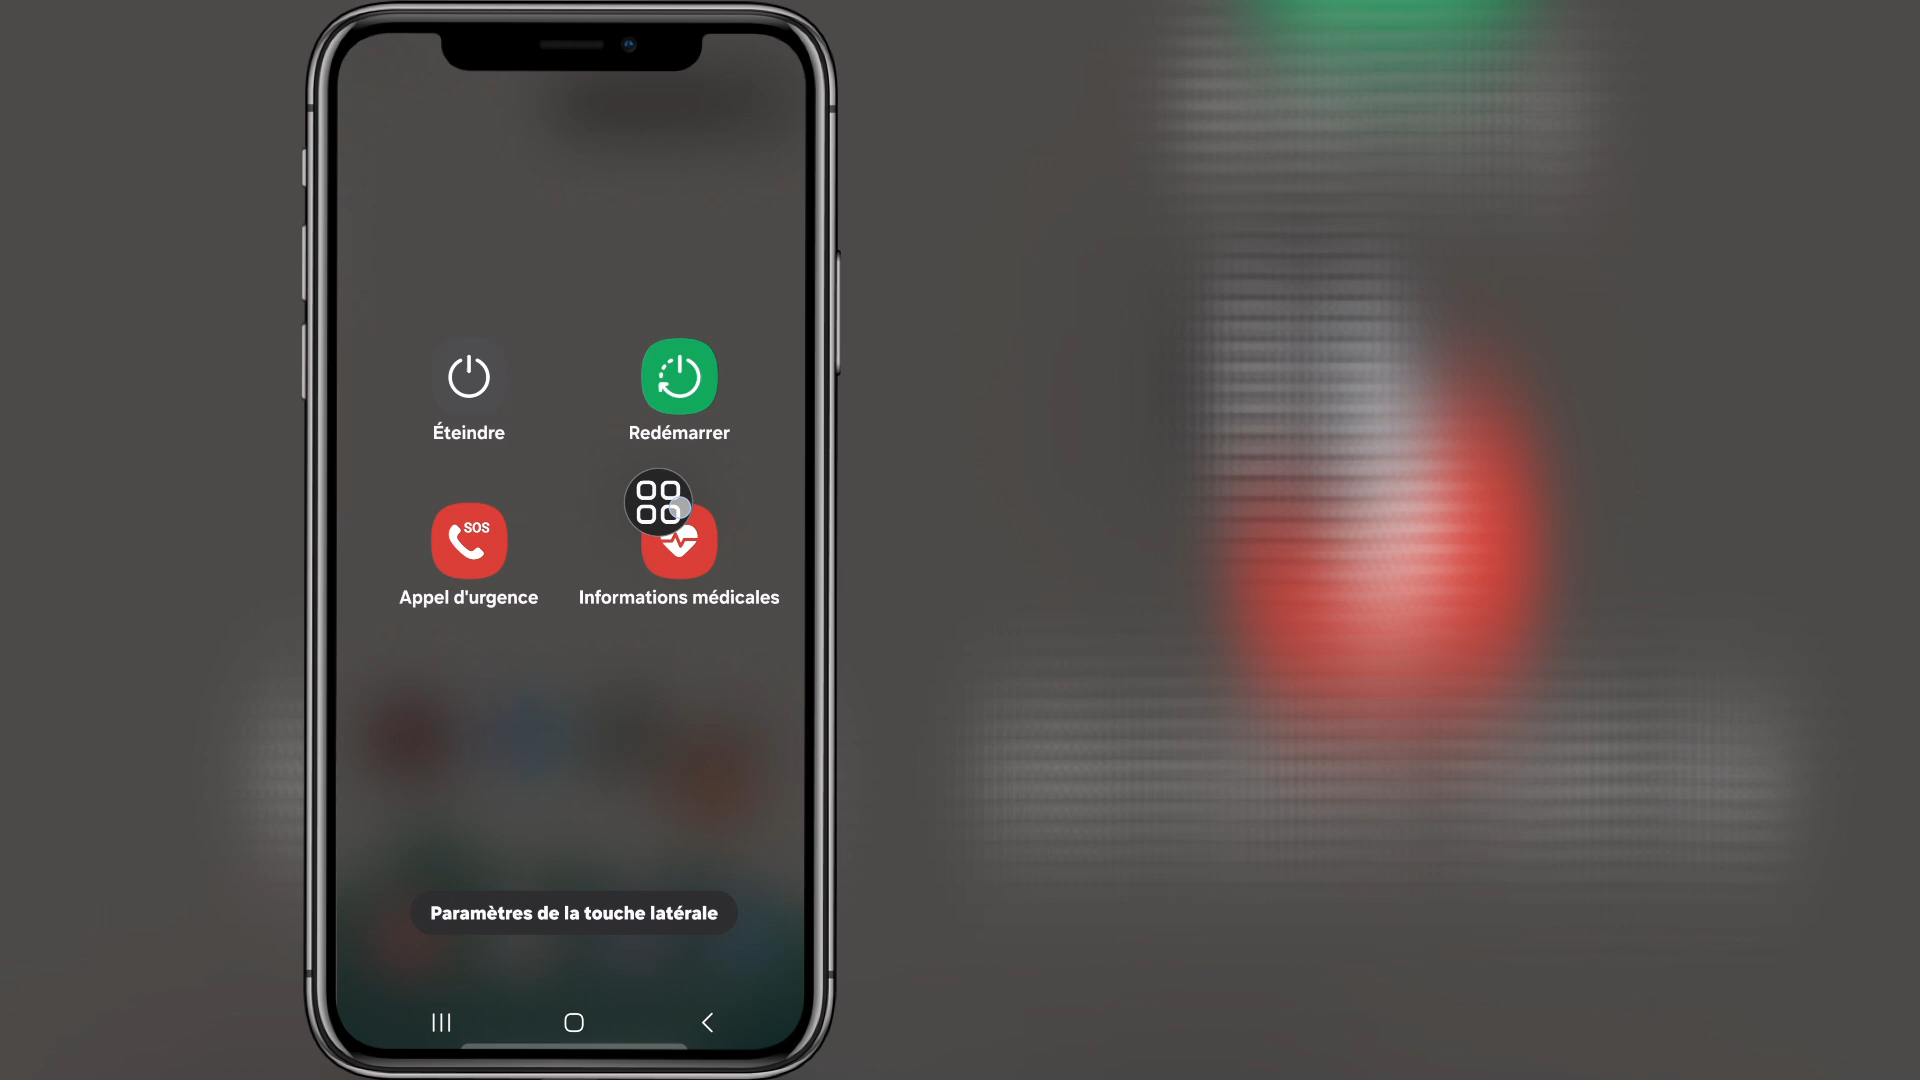 Éteindre
Redémarrer
SOS
Appel d'urgence
Informations médicales
Paramètres de la touche latérale